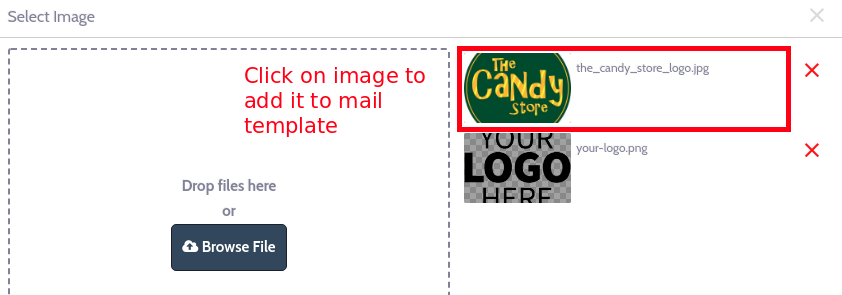 Select Image
Click on image to
add it to mail
template
Drop files here
or
Browse File
The
Candy
Store
the_candy_store_logo.jpg
YOUR
LOGO
HERE
your-logo.png